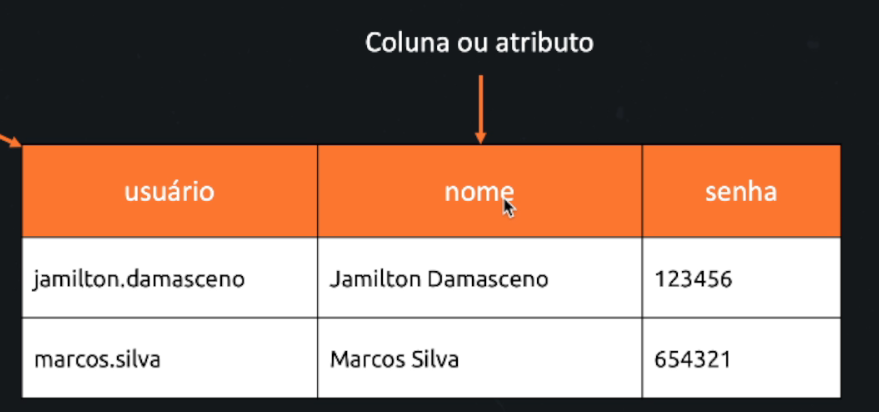 Coluna ou atributo
usuário nome senha
jamilton.damasceno Jamilton Damasceno 123456
marcos.silva Marcos Silva 654321